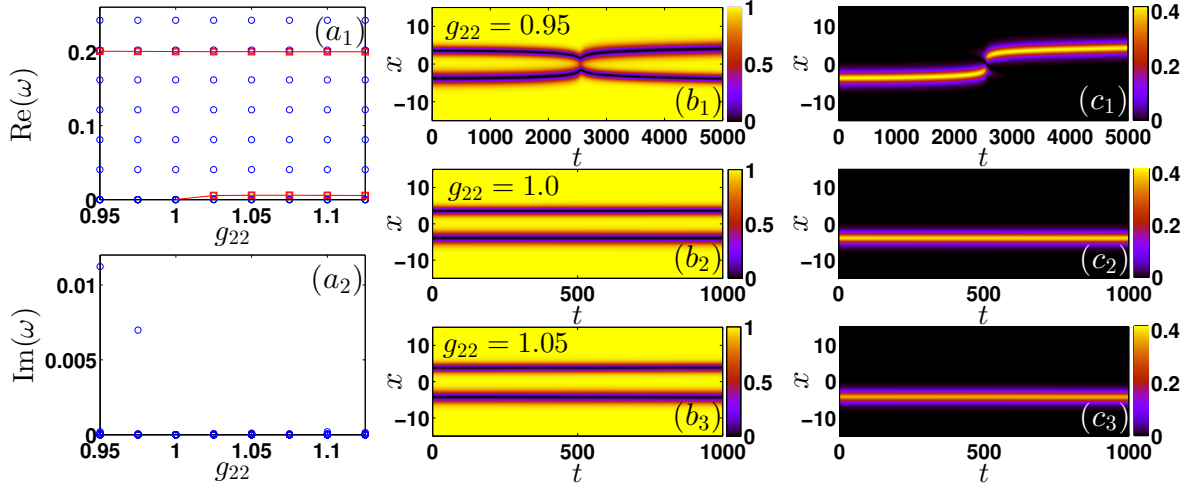 (a₁)
Re(ω)
0.2
0.1
0
0.95 1 1.05 1.1
g₂₂
(a₂)
Im(ω)
0.01
0.005
0
0.95 1 1.05 1.1
g₂₂
g₂₂ = 0.95
(b₁)
x
10
0
−10
0 1000 2000 3000 4000 5000
t
1
0.5
0
(c₁)
x
10
0
−10
0 1000 2000 3000 4000 5000
t
0.4
0.2
0
g₂₂ = 1.0
(b₂)
x
10
0
−10
0 500 1000
t
1
0.5
0
(c₂)
x
10
0
−10
0 500 1000
t
0.4
0.2
0
g₂₂ = 1.05
(b₃)
x
10
0
−10
0 500 1000
t
1
0.5
0
(c₃)
x
10
0
−10
0 500 1000
t
0.4
0.2
0